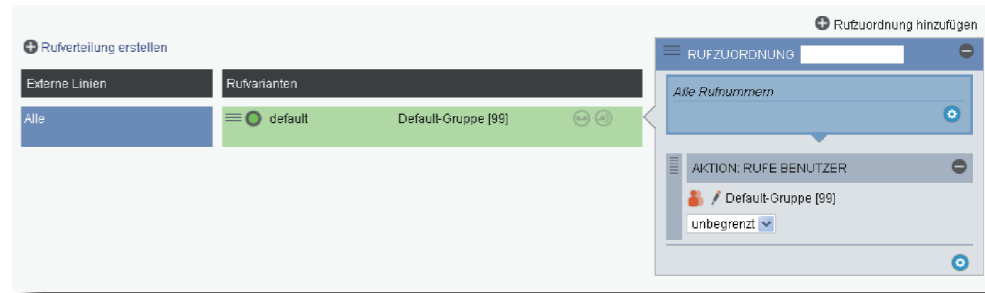 Rufzuordnung hinzufügen
Rufverteilung erstellen
RUFZUORDNUNG
Externe Linien
Rufvarianten
Alle Rufnummern
Alle
default
Default-Gruppe [99]
AKTION: RUFE BENUTZER
Default-Gruppe [99]
unbegrenzt